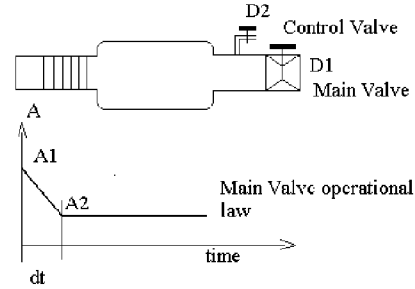 D2
Control Valve
D1
Main Valve
A
A1
A2
Main Valve operational
law
time
dt